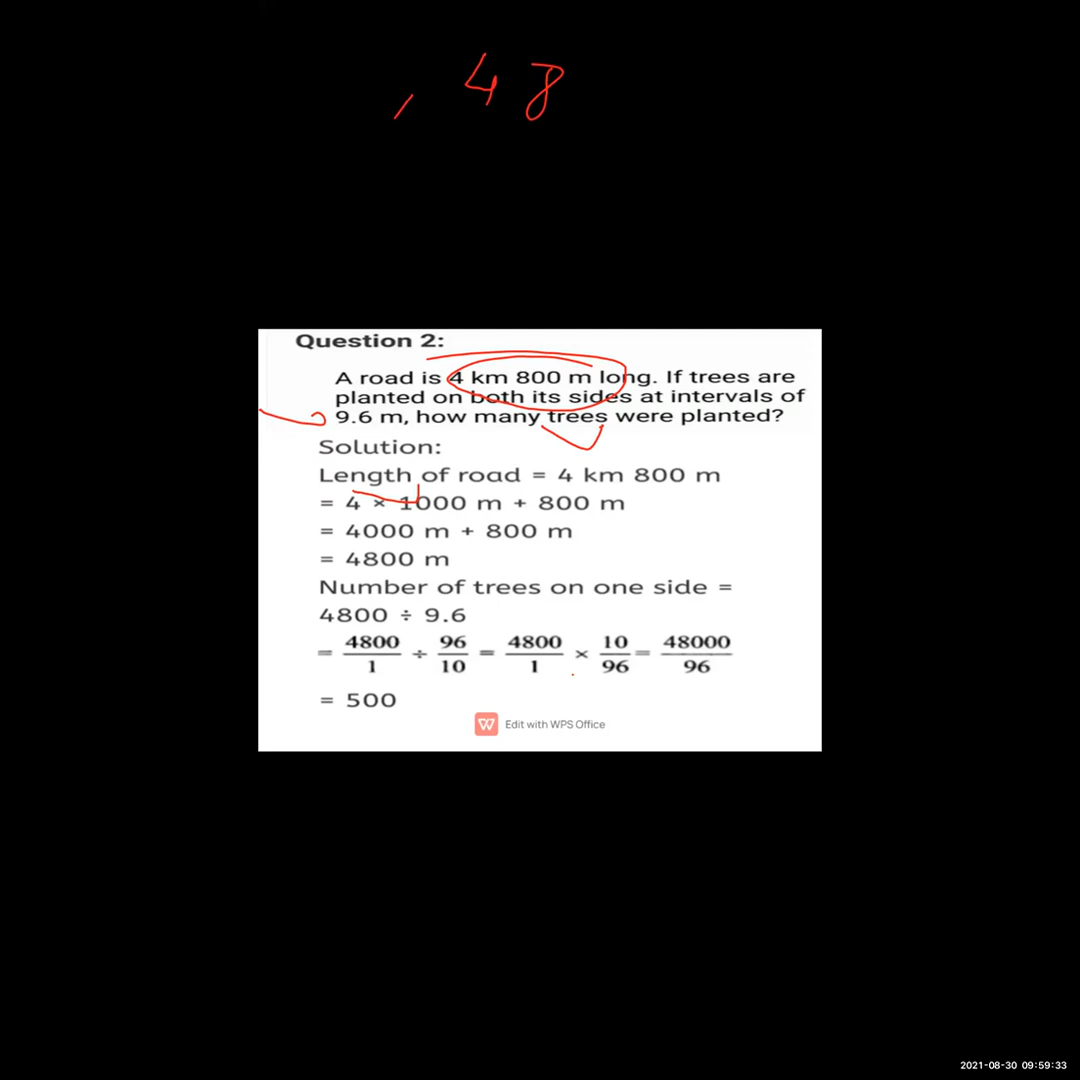 , 48
Question 2:
A road is 4 km 800 m long. If trees are
planted on both its sides at intervals of
9.6 m, how many trees were planted?
Solution:
Length of road = 4 km 800 m
= 4 × 1000 m + 800 m
= 4000 m + 800 m
= 4800 m
Number of trees on one side =
4800 ÷ 9.6
= 4800/1 ÷ 96/10 = 4800/1 × 10/96 = 48000/96
= 500
Edit with WPS Office
2021-08-30 09:59:33